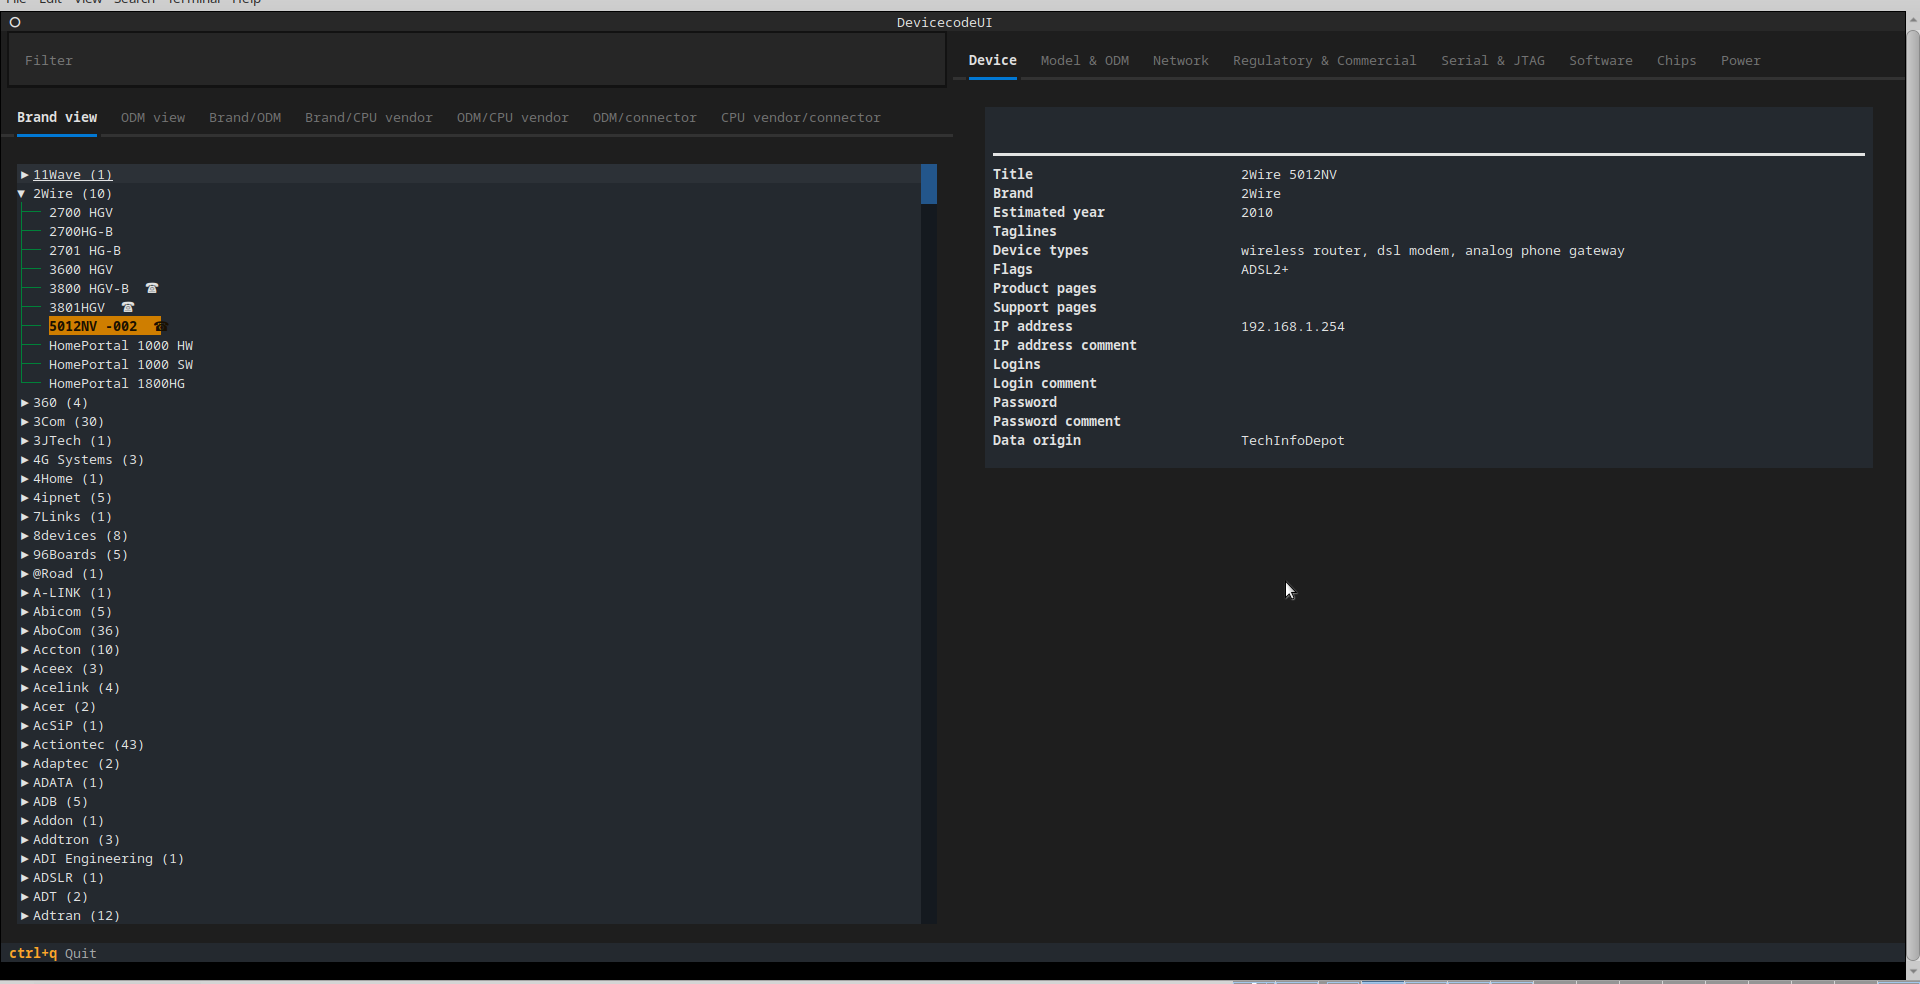 File Edit View Search Terminal Help
DevicecodeUI
Filter
Brand view ODM view Brand/ODM Brand/CPU vendor ODM/CPU vendor ODM/connector CPU vendor/connector
▶ 11Wave (1)
▼ 2Wire (10)
2700 HGV
2700HG-B
2701 HG-B
3600 HGV
3800 HGV-B ☎
3801HGV ☎
5012NV -002 ☎
HomePortal 1000 HW
HomePortal 1000 SW
HomePortal 1800HG
▶ 360 (4)
▶ 3Com (30)
▶ 3JTech (1)
▶ 4G Systems (3)
▶ 4Home (1)
▶ 4ipnet (5)
▶ 7Links (1)
▶ 8devices (8)
▶ 96Boards (5)
▶ @Road (1)
▶ A-LINK (1)
▶ Abicom (5)
▶ AboCom (36)
▶ Accton (10)
▶ Aceex (3)
▶ Acelink (4)
▶ Acer (2)
▶ AcSiP (1)
▶ Actiontec (43)
▶ Adaptec (2)
▶ ADATA (1)
▶ ADB (5)
▶ Addon (1)
▶ Addtron (3)
▶ ADI Engineering (1)
▶ ADSLR (1)
▶ ADT (2)
▶ Adtran (12)
Device Model & ODM Network Regulatory & Commercial Serial & JTAG Software Chips Power
Title 2Wire 5012NV
Brand 2Wire
Estimated year 2010
Taglines
Device types wireless router, dsl modem, analog phone gateway
Flags ADSL2+
Product pages
Support pages
IP address 192.168.1.254
IP address comment
Logins
Login comment
Password
Password comment
Data origin TechInfoDepot
ctrl+q Quit